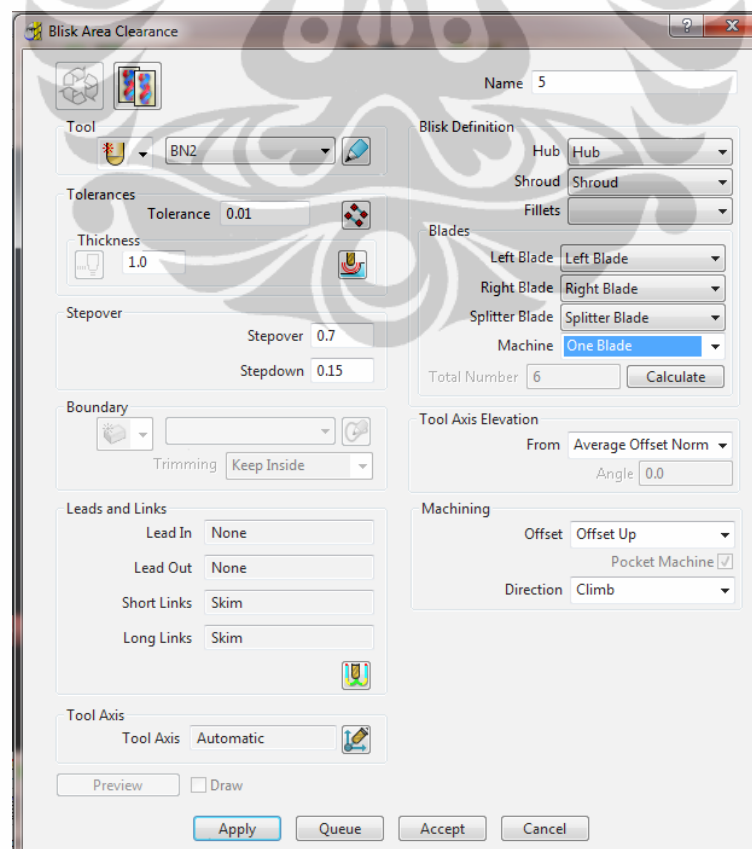 Blisk Area Clearance
?
Name 5
Tool
BN2
Tolerances
Tolerance 0.01
Thickness
1.0
Stepover
Stepover 0.7
Stepdown 0.15
Boundary
Trimming Keep Inside
Leads and Links
Lead In None
Lead Out None
Short Links Skim
Long Links Skim
Tool Axis
Tool Axis Automatic
Preview Draw
Blisk Definition
Hub Hub
Shroud Shroud
Fillets
Blades
Left Blade Left Blade
Right Blade Right Blade
Splitter Blade Splitter Blade
Machine One Blade
Total Number 6 Calculate
Tool Axis Elevation
From Average Offset Norm
Angle 0.0
Machining
Offset Offset Up
Pocket Machine
Direction Climb
Apply Queue Accept Cancel